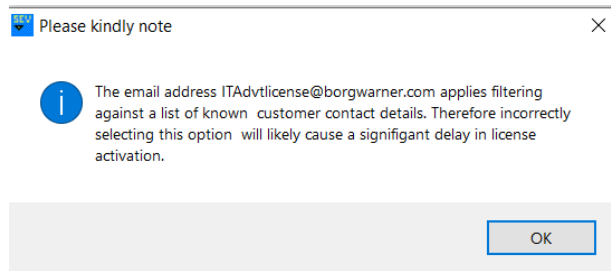 SEV
Please kindly note
The email address ITAdvtlicense@borgwarner.com applies filtering
against a list of known  customer contact details. Therefore incorrectly
selecting this option  will likely cause a signifigant delay in license
activation.
OK